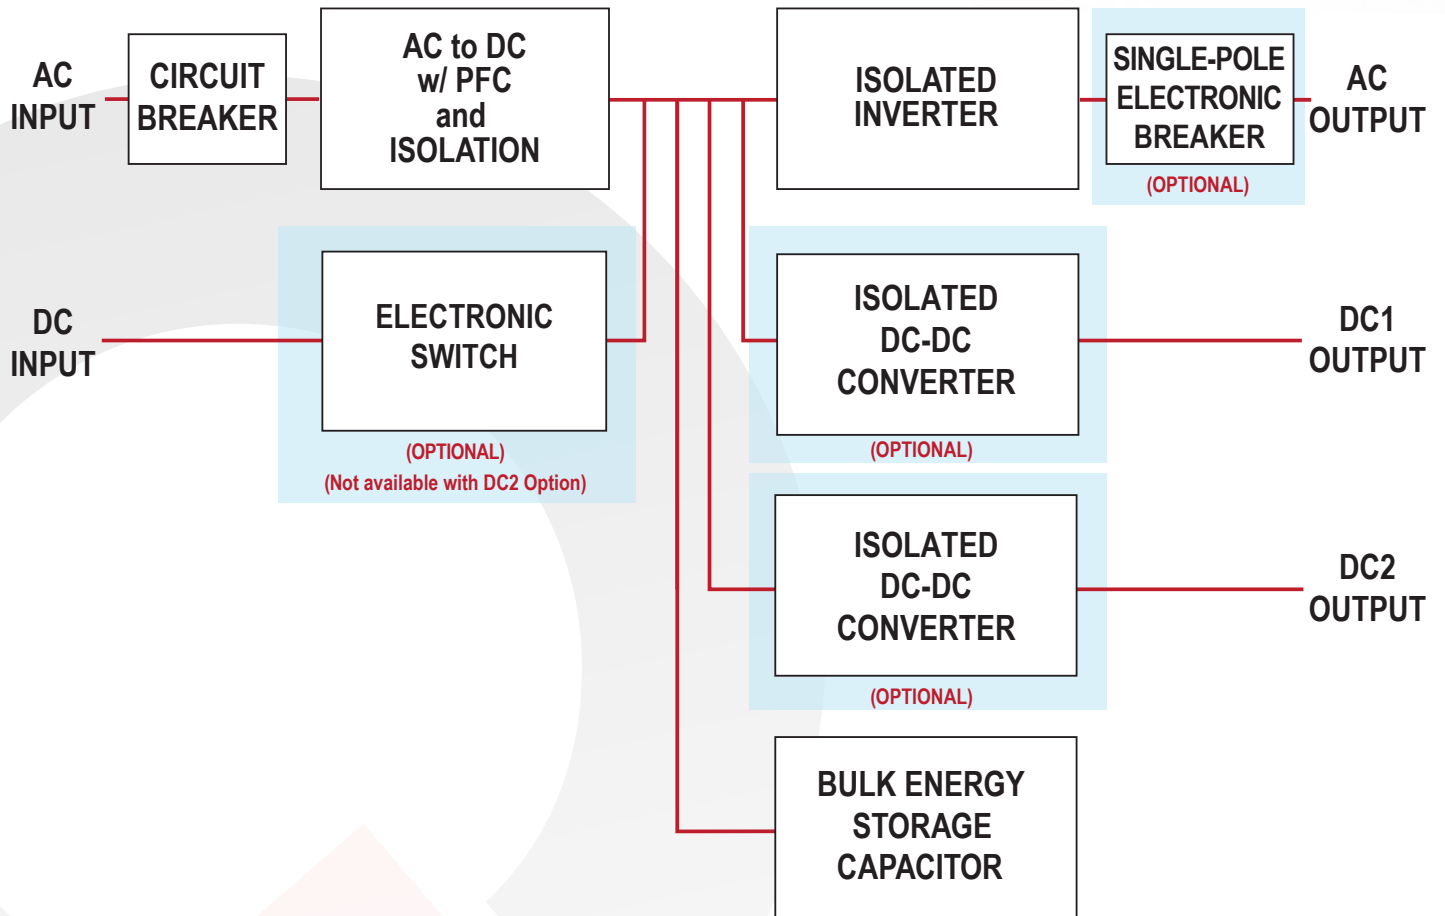 AC
INPUT
CIRCUIT
BREAKER
AC to DC
w/ PFC
and
ISOLATION
ISOLATED
INVERTER
SINGLE-POLE
ELECTRONIC
BREAKER
(OPTIONAL)
AC
OUTPUT
DC
INPUT
ELECTRONIC
SWITCH
(OPTIONAL)
(Not available with DC2 Option)
ISOLATED
DC-DC
CONVERTER
(OPTIONAL)
DC1
OUTPUT
ISOLATED
DC-DC
CONVERTER
(OPTIONAL)
DC2
OUTPUT
BULK ENERGY
STORAGE
CAPACITOR